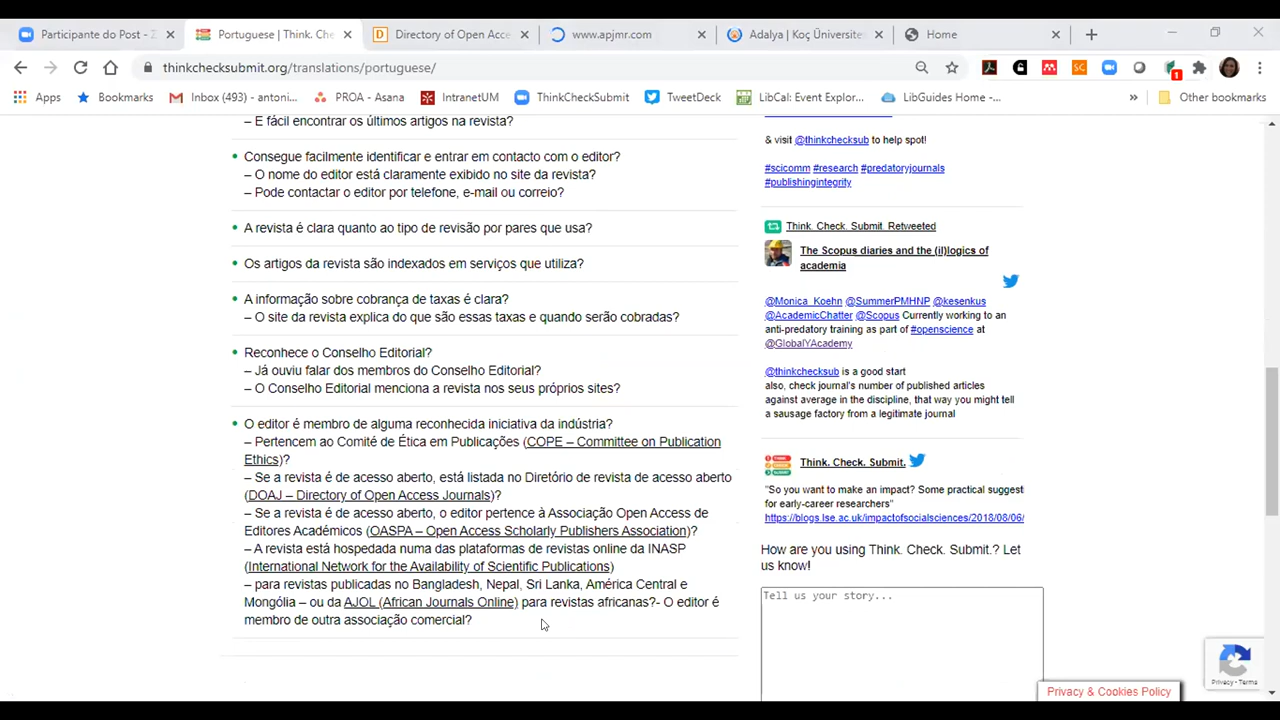 Participante do Post - Z
Portuguese | Think. Che
Directory of Open Acce
www.apjmr.com
Adalya | Koç Üniversite
Home
thinkchecksubmit.org/translations/portuguese/
Apps
Bookmarks
Inbox (493) - antoni...
PROA - Asana
IntranetUM
ThinkCheckSubmit
TweetDeck
LibCal: Event Explor...
LibGuides Home -...
»
Other bookmarks
– É fácil encontrar os últimos artigos na revista?
Consegue facilmente identificar e entrar em contacto com o editor?
– O nome do editor está claramente exibido no site da revista?
– Pode contactar o editor por telefone, e-mail ou correio?
A revista é clara quanto ao tipo de revisão por pares que usa?
Os artigos da revista são indexados em serviços que utiliza?
A informação sobre cobrança de taxas é clara?
– O site da revista explica do que são essas taxas e quando serão cobradas?
Reconhece o Conselho Editorial?
– Já ouviu falar dos membros do Conselho Editorial?
– O Conselho Editorial menciona a revista nos seus próprios sites?
O editor é membro de alguma reconhecida iniciativa da indústria?
– Pertencem ao Comité de Ética em Publicações (COPE – Committee on Publication
Ethics)?
– Se a revista é de acesso aberto, está listada no Diretório de revista de acesso aberto
(DOAJ – Directory of Open Access Journals)?
– Se a revista é de acesso aberto, o editor pertence à Associação Open Access de
Editores Académicos (OASPA – Open Access Scholarly Publishers Association)?
– A revista está hospedada numa das plataformas de revistas online da INASP
(International Network for the Availability of Scientific Publications)
– para revistas publicadas no Bangladesh, Nepal, Sri Lanka, América Central e
Mongólia – ou da AJOL (African Journals Online) para revistas africanas?- O editor é
membro de outra associação comercial?
& visit @thinkchecksub to help spot!
#scicomm #research #predatoryjournals
#publishingintegrity
Think. Check. Submit. Retweeted
The Scopus diaries and the (il)logics of
academia
@Monica_Koehn @SummerPMHNP @kesenkus
@AcademicChatter @Scopus Currently working to an
anti-predatory training as part of #openscience at
@GlobalYAcademy
@thinkchecksub is a good start
also, check journal's number of published articles
against average in the discipline, that way you might tell
a sausage factory from a legitimate journal
Think. Check. Submit.
"So you want to make an impact? Some practical suggest
for early-career researchers"
https://blogs.lse.ac.uk/impactofsocialsciences/2018/08/06/
How are you using Think. Check. Submit.? Let
us know!
Tell us your story...
Privacy - Terms
Privacy & Cookies Policy